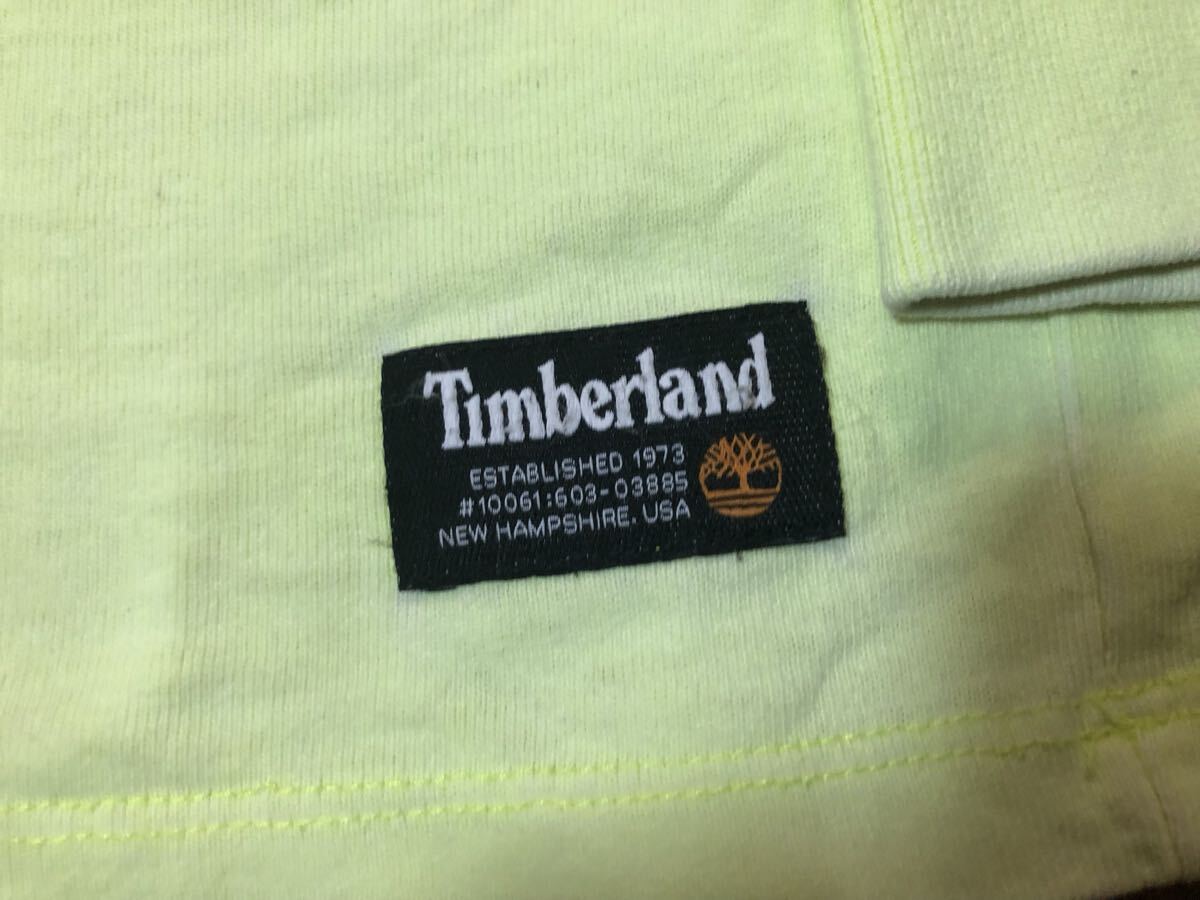 Timberland
ESTABLISHED 1973
#10061:603-03885
NEW HAMPSHIRE. USA